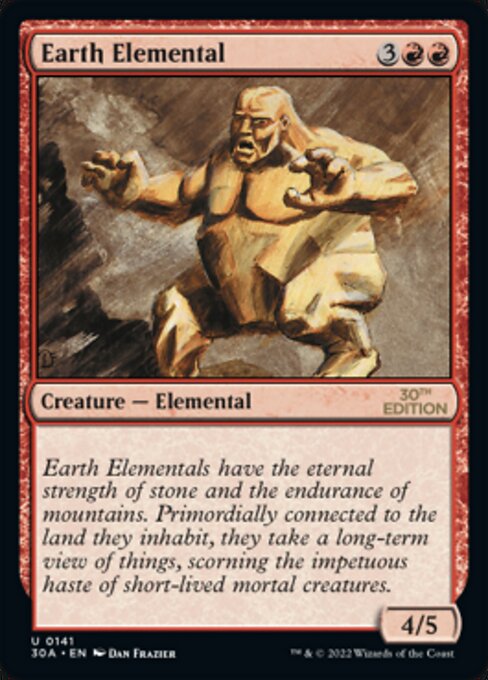 Earth Elemental 3
Creature — Elemental
30TH
EDITION
Earth Elementals have the eternal
strength of stone and the endurance of
mountains. Primordially connected to the
land they inhabit, they take a long-term
view of things, scorning the impetuous
haste of short-lived mortal creatures.
4/5
U 0141
30A • EN Dan Frazier
™ & © 2022 Wizards of the Coast